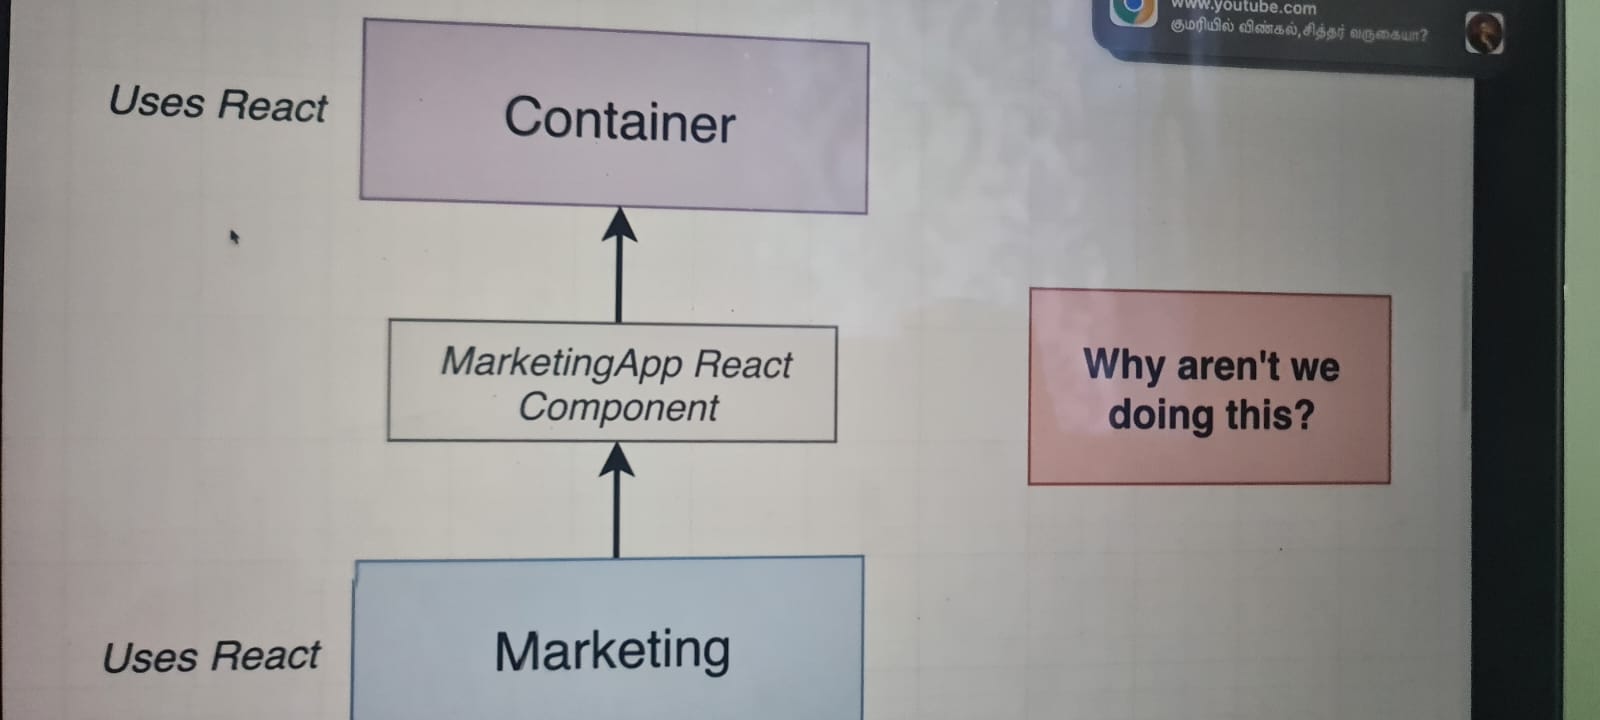 www.youtube.com
குமரியில் விண்கல், சித்தர் வருகையா?
Uses React
Container
MarketingApp React
Component
Why aren't we
doing this?
Uses React
Marketing